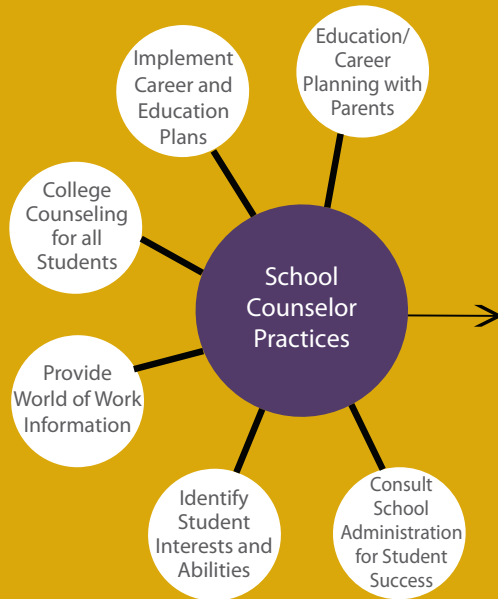 Education/
Career
Planning with
Parents
Implement
Career and
Education
Plans
College
Counseling
for all
Students
School
Counselor
Practices
Provide
World of Work
Information
Identify
Student
Interests and
Abilities
Consult
School
Administration
for Student
Success